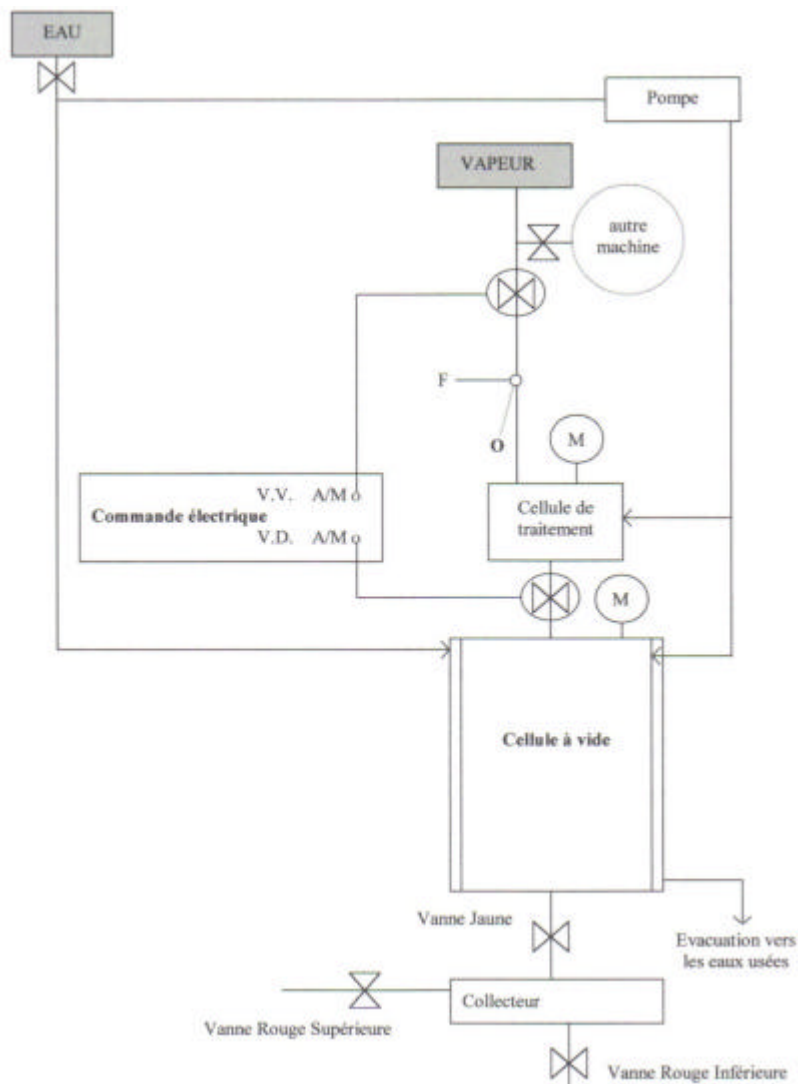 EAU
Pompe
VAPEUR
autre
machine
F
O
M
V.V. A/M
Commande électrique
V.D. A/M
Cellule de
traitement
M
Cellule à vide
Vanne Jaune
Evacuation vers
les eaux usées
Collecteur
Vanne Rouge Supérieure
Vanne Rouge Inférieure